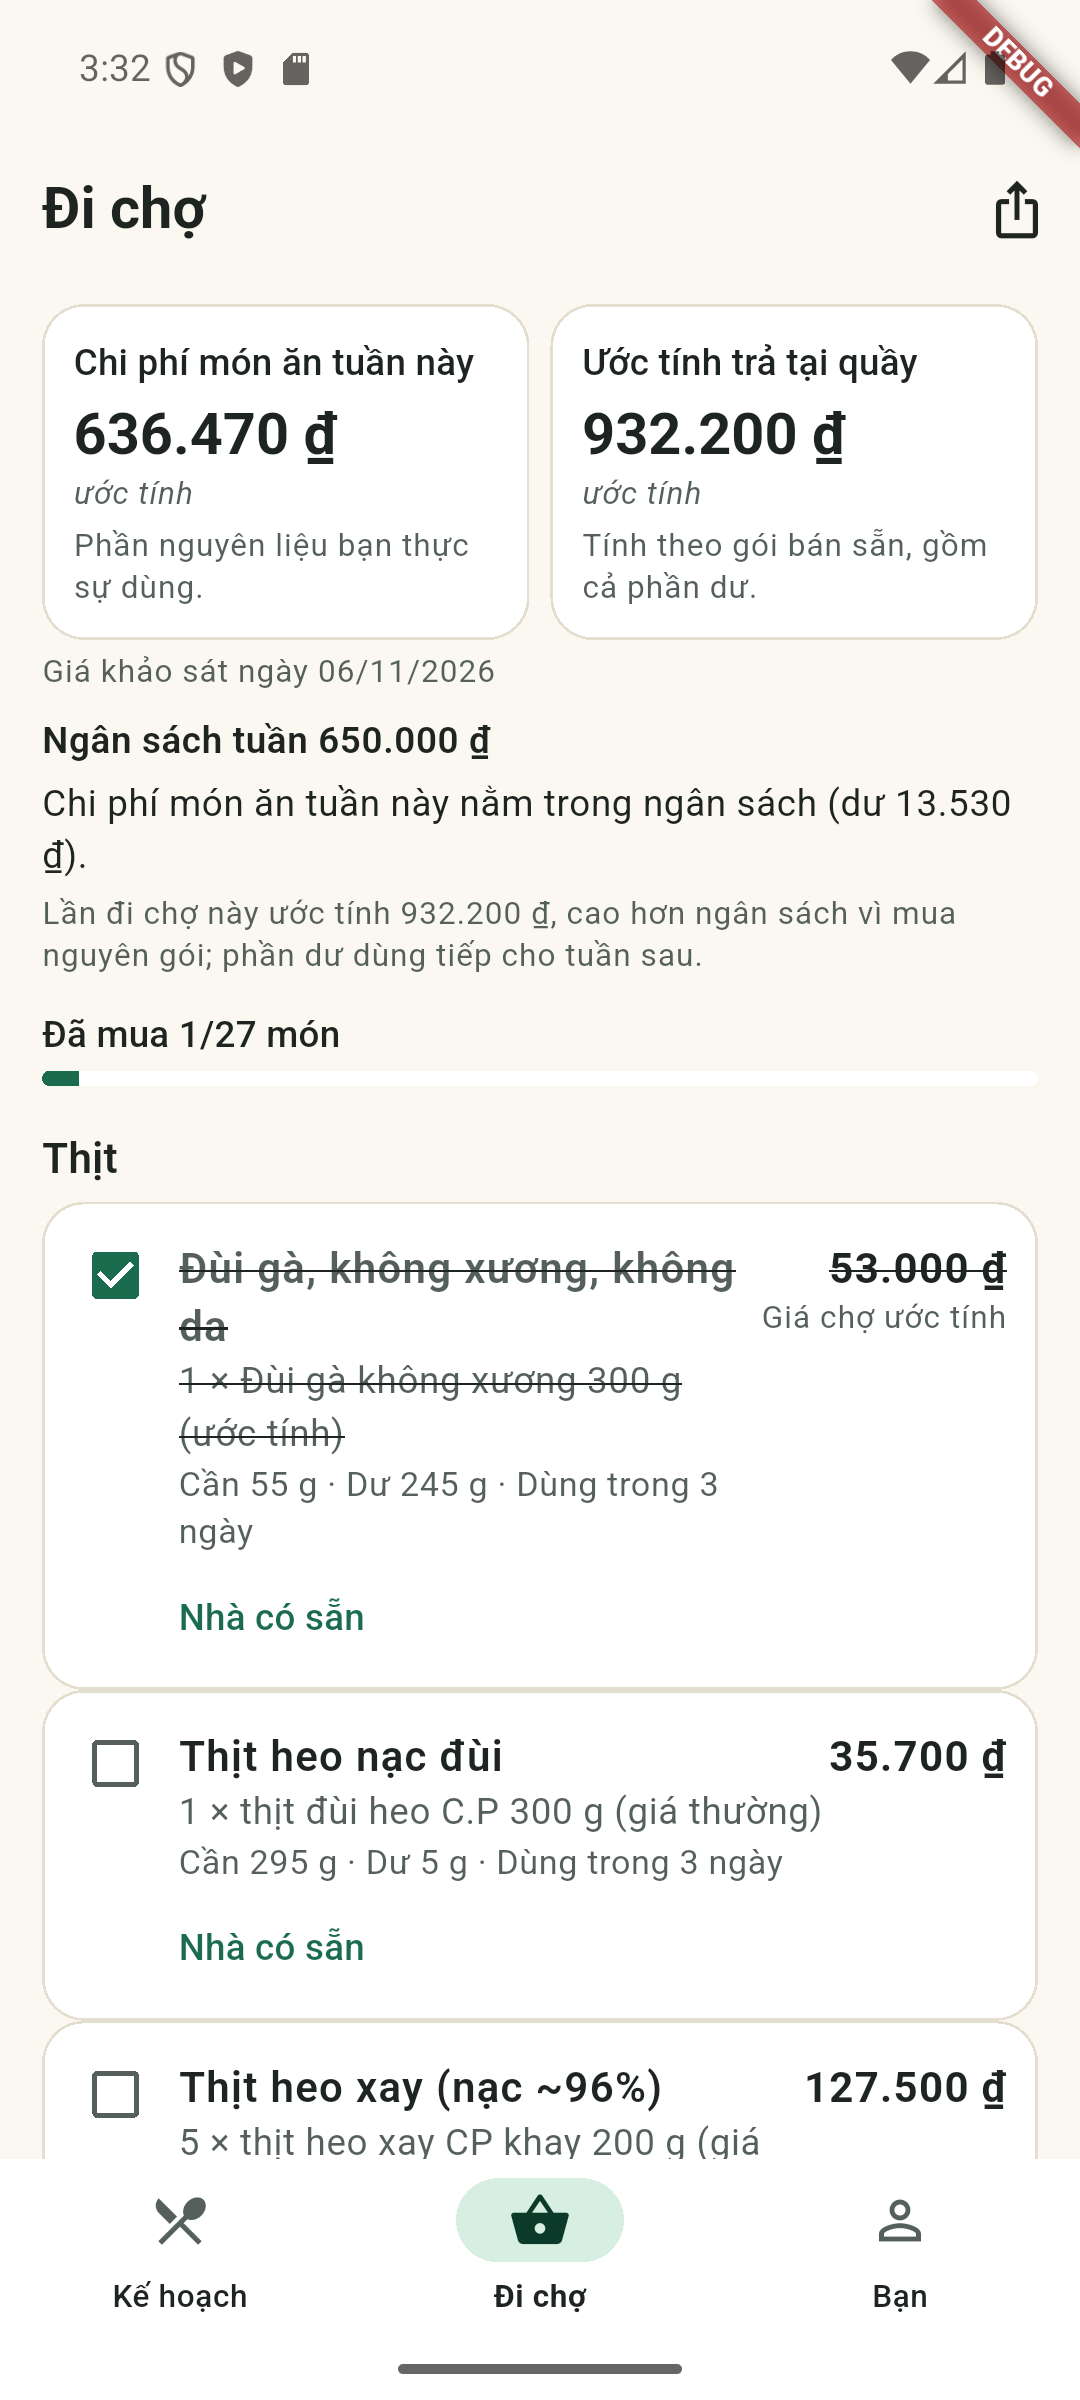 3:32
DEBUG
Đi chợ
Chi phí món ăn tuần này
636.470 ₫
ước tính
Phần nguyên liệu bạn thực
sự dùng.
Ước tính trả tại quầy
932.200 ₫
ước tính
Tính theo gói bán sẵn, gồm
cả phần dư.
Giá khảo sát ngày 06/11/2026
Ngân sách tuần 650.000 ₫
Chi phí món ăn tuần này nằm trong ngân sách (dư 13.530
₫).
Lần đi chợ này ước tính 932.200 ₫, cao hơn ngân sách vì mua
nguyên gói; phần dư dùng tiếp cho tuần sau.
Đã mua 1/27 món
Thịt
Đùi gà, không xương, không
da
53.000 ₫
Giá chợ ước tính
1 × Đùi gà không xương 300 g
(ước tính)
Cần 55 g · Dư 245 g · Dùng trong 3
ngày
Nhà có sẵn
Thịt heo nạc đùi
35.700 ₫
1 × thịt đùi heo C.P 300 g (giá thường)
Cần 295 g · Dư 5 g · Dùng trong 3 ngày
Nhà có sẵn
Thịt heo xay (nạc ~96%)
127.500 ₫
5 × thịt heo xay CP khay 200 g (giá
Kế hoạch
Đi chợ
Bạn